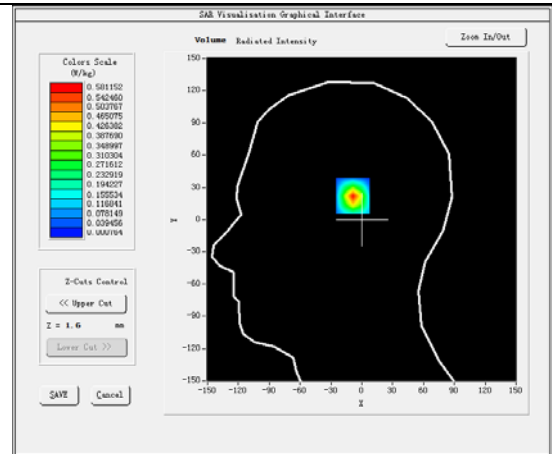 SAR Visualisation Graphical Interface
Volume Radiated Intensity
Zoom In/Out
Colors Scale
(W/kg)
0.581152
0.542460
0.503767
0.465075
0.426382
0.387690
0.348997
0.310304
0.271612
0.232919
0.194227
0.155534
0.116841
0.078149
0.039456
0.000764
150
120
90
60
30
0
-30
-60
-90
-120
-150
Y
-150 -120 -90 -60 -30 0 30 60 90 120 150
X
Z-Cuts Control
<< Upper Cut
Z = 1.6 mm
Lower Cut >>
SAVE Cancel